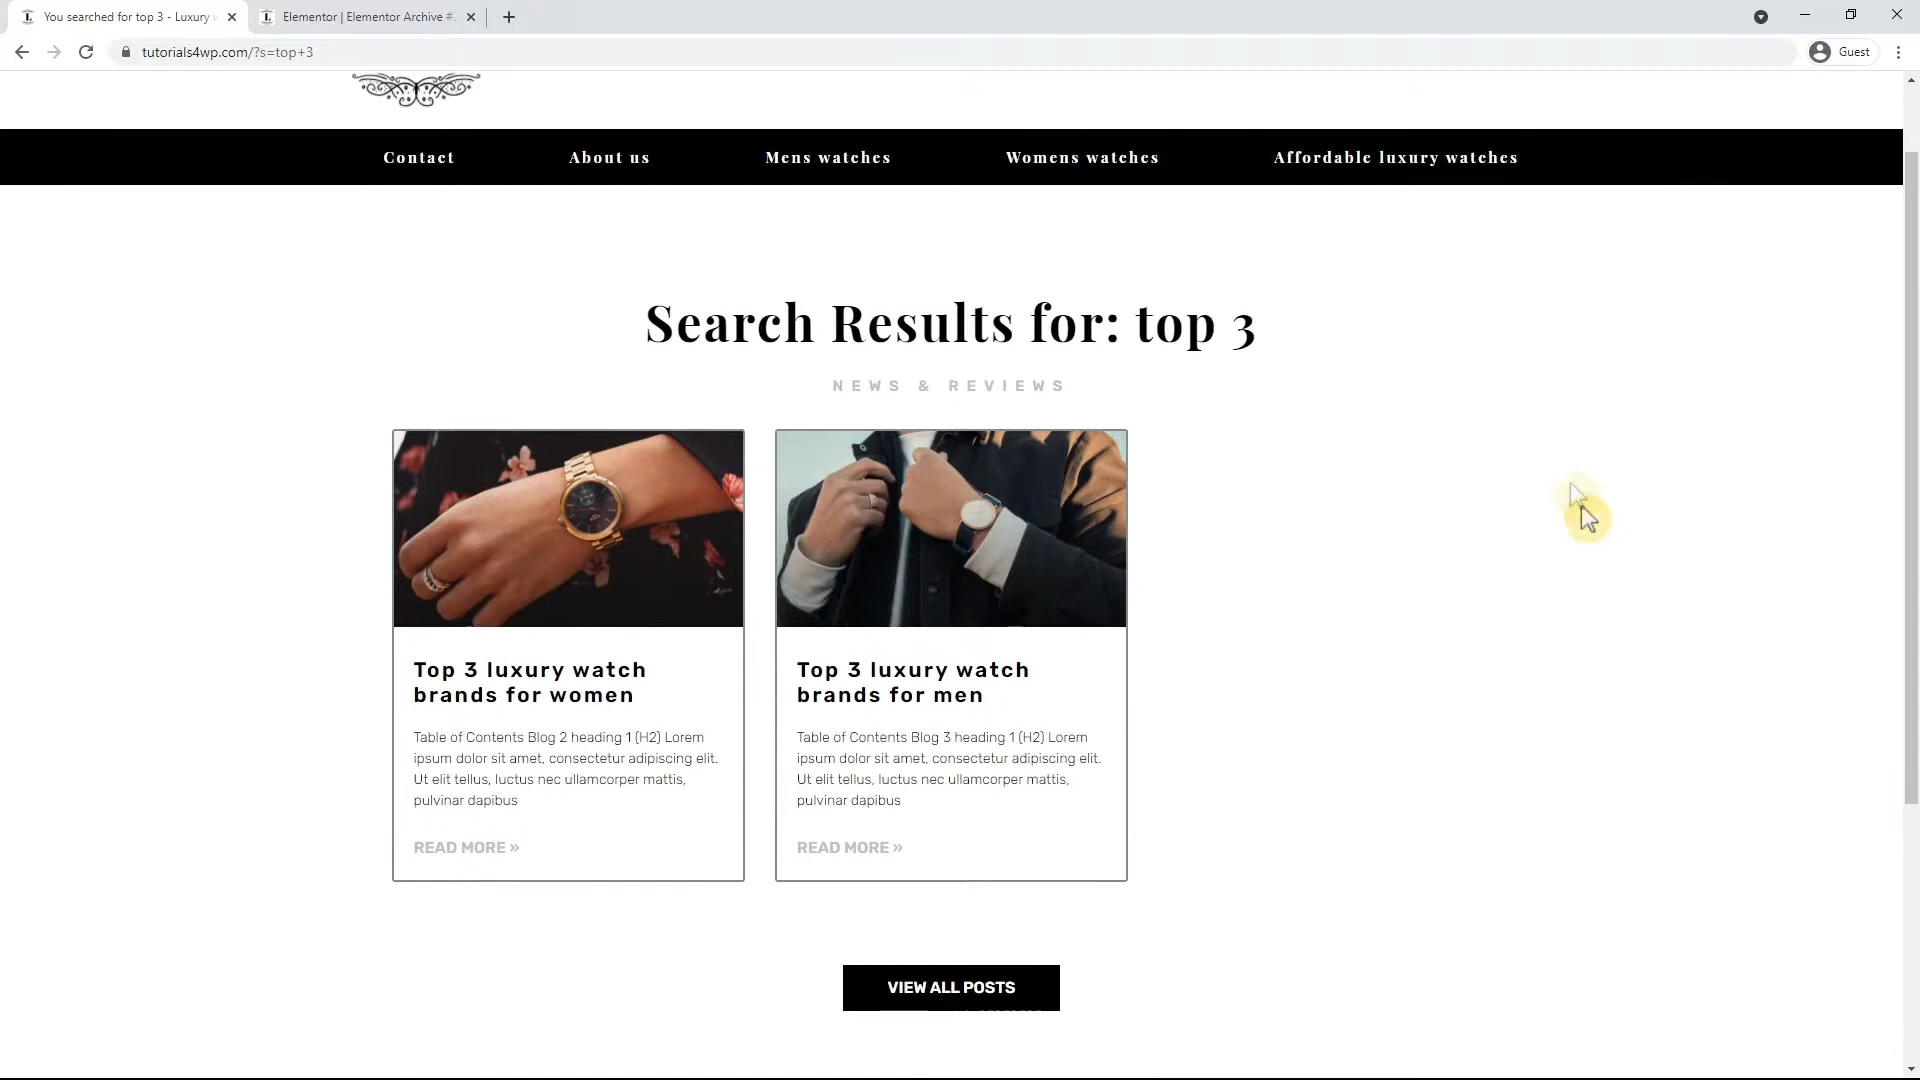 You searched for top 3 - Luxury
Elementor | Elementor Archive #
tutorials4wp.com/?s=top+3
Guest
Contact
About us
Mens watches
Womens watches
Affordable luxury watches
Search Results for: top 3
NEWS & REVIEWS
Top 3 luxury watch
brands for women
Table of Contents Blog 2 heading 1 (H2) Lorem
ipsum dolor sit amet, consectetur adipiscing elit.
Ut elit tellus, luctus nec ullamcorper mattis,
pulvinar dapibus
READ MORE »
Top 3 luxury watch
brands for men
Table of Contents Blog 3 heading 1 (H2) Lorem
ipsum dolor sit amet, consectetur adipiscing elit.
Ut elit tellus, luctus nec ullamcorper mattis,
pulvinar dapibus
READ MORE »
VIEW ALL POSTS